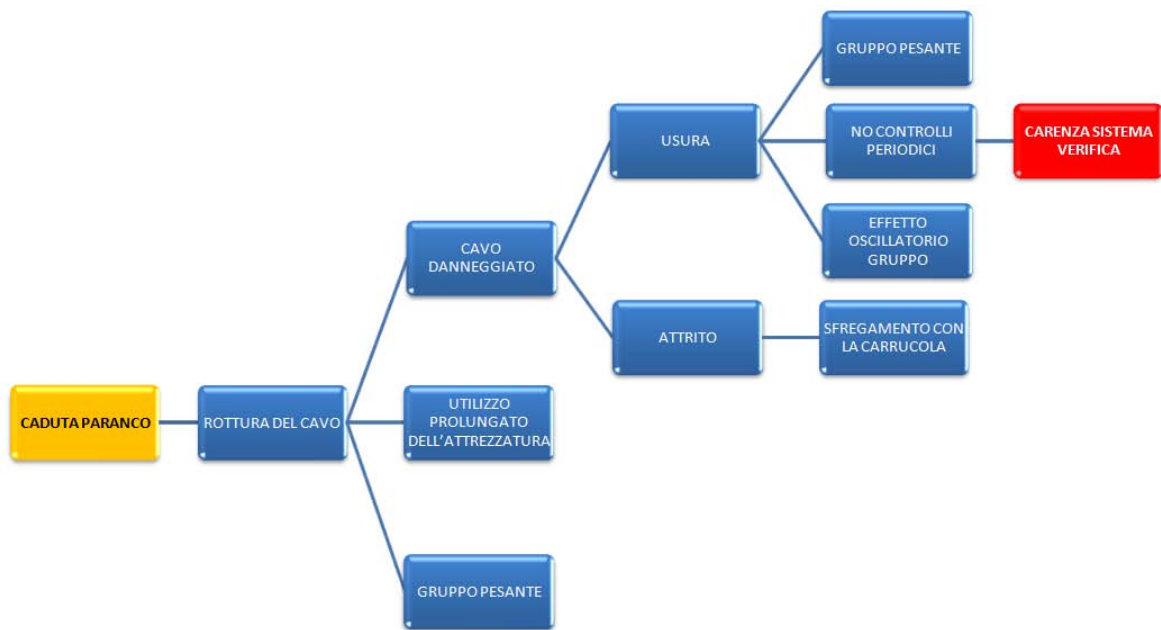 GRUPPO PESANTE
USURA
NO CONTROLLI
PERIODICI
CARENZA SISTEMA
VERIFICA
EFFETTO
OSCILLATORIO
GRUPPO
CAVO
DANNEGGIATO
ATTRITO
SFREGAMENTO CON
LA CARRUCOLA
CADUTA PARANCO
ROTTURA DEL CAVO
UTILIZZO
PROLUNGATO
DELL'ATTREZZATURA
GRUPPO PESANTE